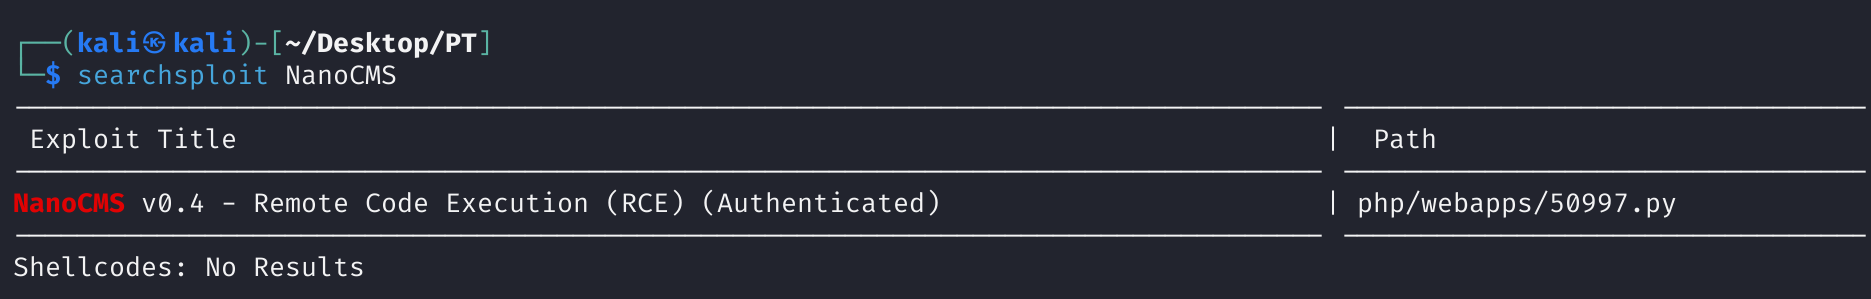 (kali㉿kali)-[~/Desktop/PT]
$ searchsploit NanoCMS
Exploit Title | Path
NanoCMS v0.4 - Remote Code Execution (RCE) (Authenticated) | php/webapps/50997.py
Shellcodes: No Results